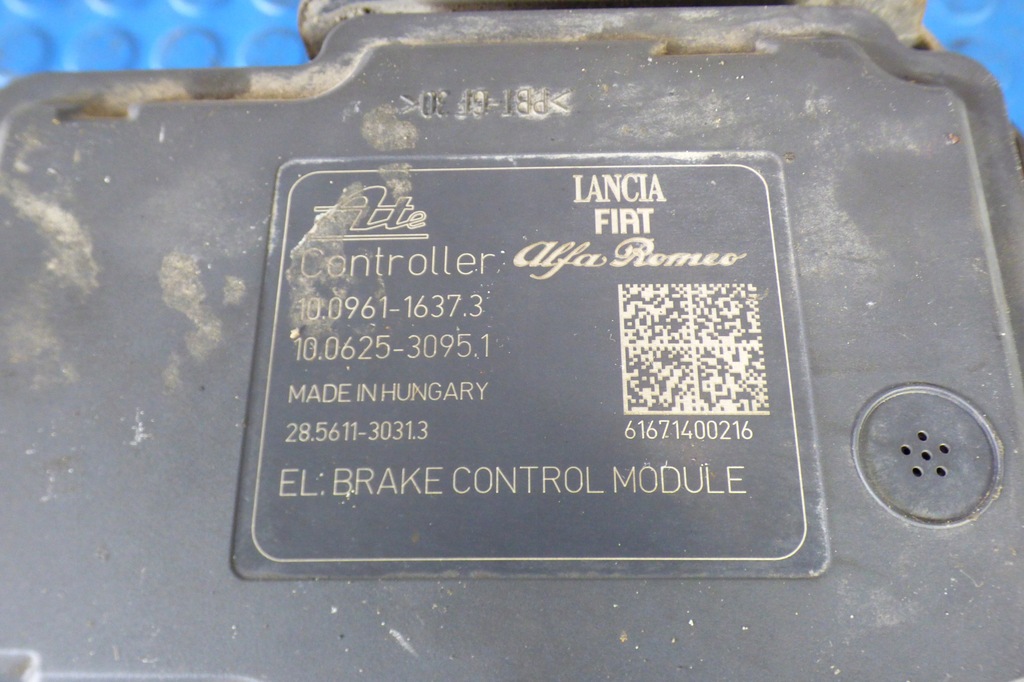 >PBT-GF 30<
Ate
LANCIA
FIAT
Alfa Romeo
Controller
10.0961-1637.3
10.0625-3095.1
MADE IN HUNGARY
28.5611-3031.3
61671400216
EL. BRAKE CONTROL MODULE